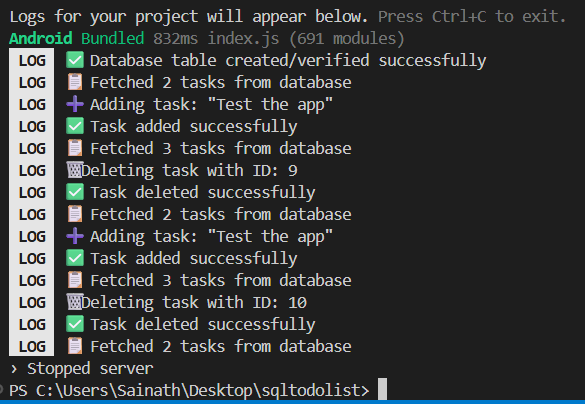 Logs for your project will appear below. Press Ctrl+C to exit.
Android Bundled 832ms index.js (691 modules)
LOG ✅ Database table created/verified successfully
LOG 📋 Fetched 2 tasks from database
LOG ➕ Adding task: "Test the app"
LOG ✅ Task added successfully
LOG 📋 Fetched 3 tasks from database
LOG 🗑️Deleting task with ID: 9
LOG ✅ Task deleted successfully
LOG 📋 Fetched 2 tasks from database
LOG ➕ Adding task: "Test the app"
LOG ✅ Task added successfully
LOG 📋 Fetched 3 tasks from database
LOG 🗑️Deleting task with ID: 10
LOG ✅ Task deleted successfully
LOG 📋 Fetched 2 tasks from database
› Stopped server
PS C:\Users\Sainath\Desktop\sqltodolist>